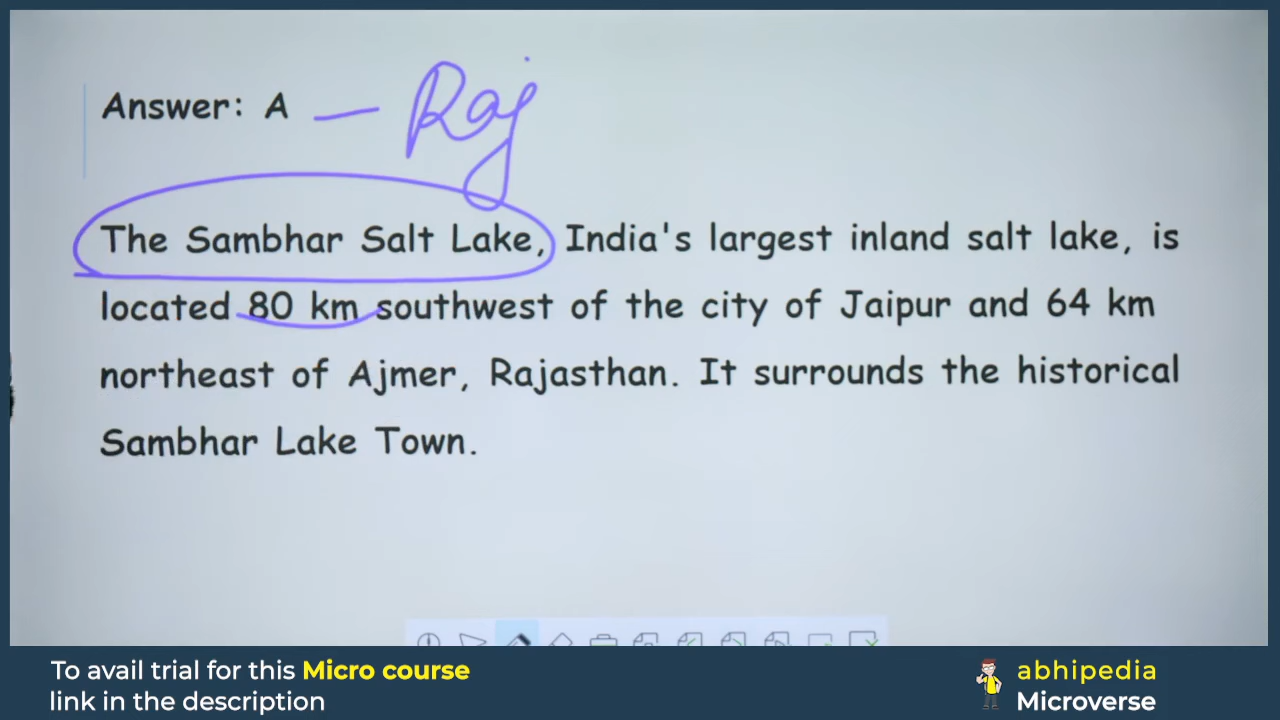 Answer: A — Raj
The Sambhar Salt Lake, India's largest inland salt lake, is
located 80 km southwest of the city of Jaipur and 64 km
northeast of Ajmer, Rajasthan. It surrounds the historical
Sambhar Lake Town.
To avail trial for this Micro course
link in the description
abhipedia
Microverse